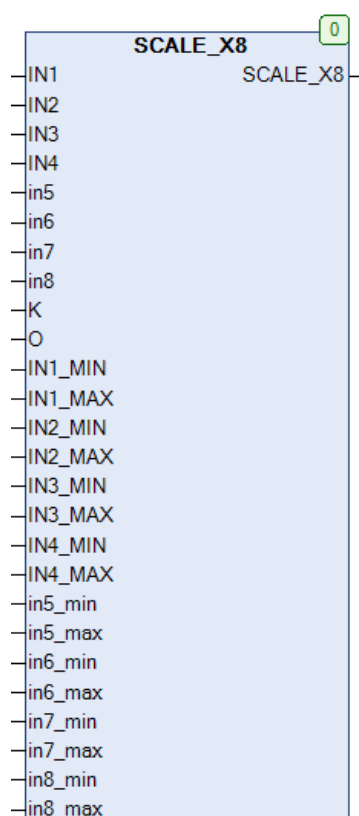 0
SCALE_X8
IN1 SCALE_X8
IN2
IN3
IN4
in5
in6
in7
in8
K
O
IN1_MIN
IN1_MAX
IN2_MIN
IN2_MAX
IN3_MIN
IN3_MAX
IN4_MIN
IN4_MAX
in5_min
in5_max
in6_min
in6_max
in7_min
in7_max
in8_min
in8_max